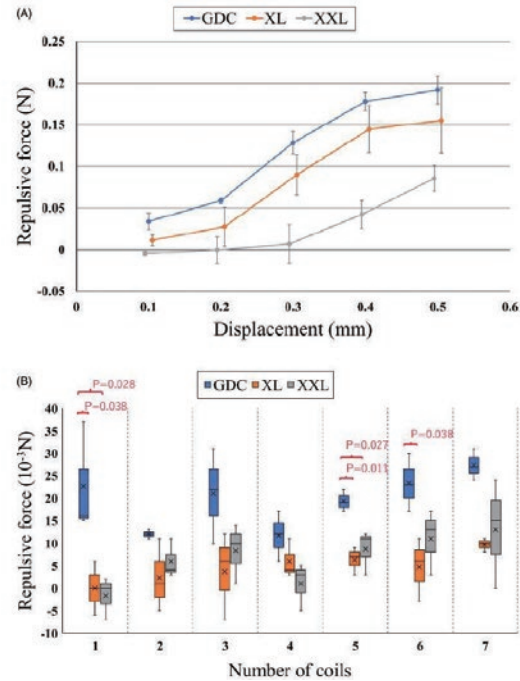 (A)
GDC XL XXL
Repulsive force (N)
0.25
0.2
0.15
0.1
0.05
0
-0.05
0 0.1 0.2 0.3 0.4 0.5 0.6
Displacement (mm)
(B)
GDC XL XXL
Repulsive force (10⁻³N)
40
35
30
25
20
15
10
5
0
-5
-10
P=0.028
P=0.038
P=0.027
P=0.011
P=0.038
1 2 3 4 5 6 7
Number of coils